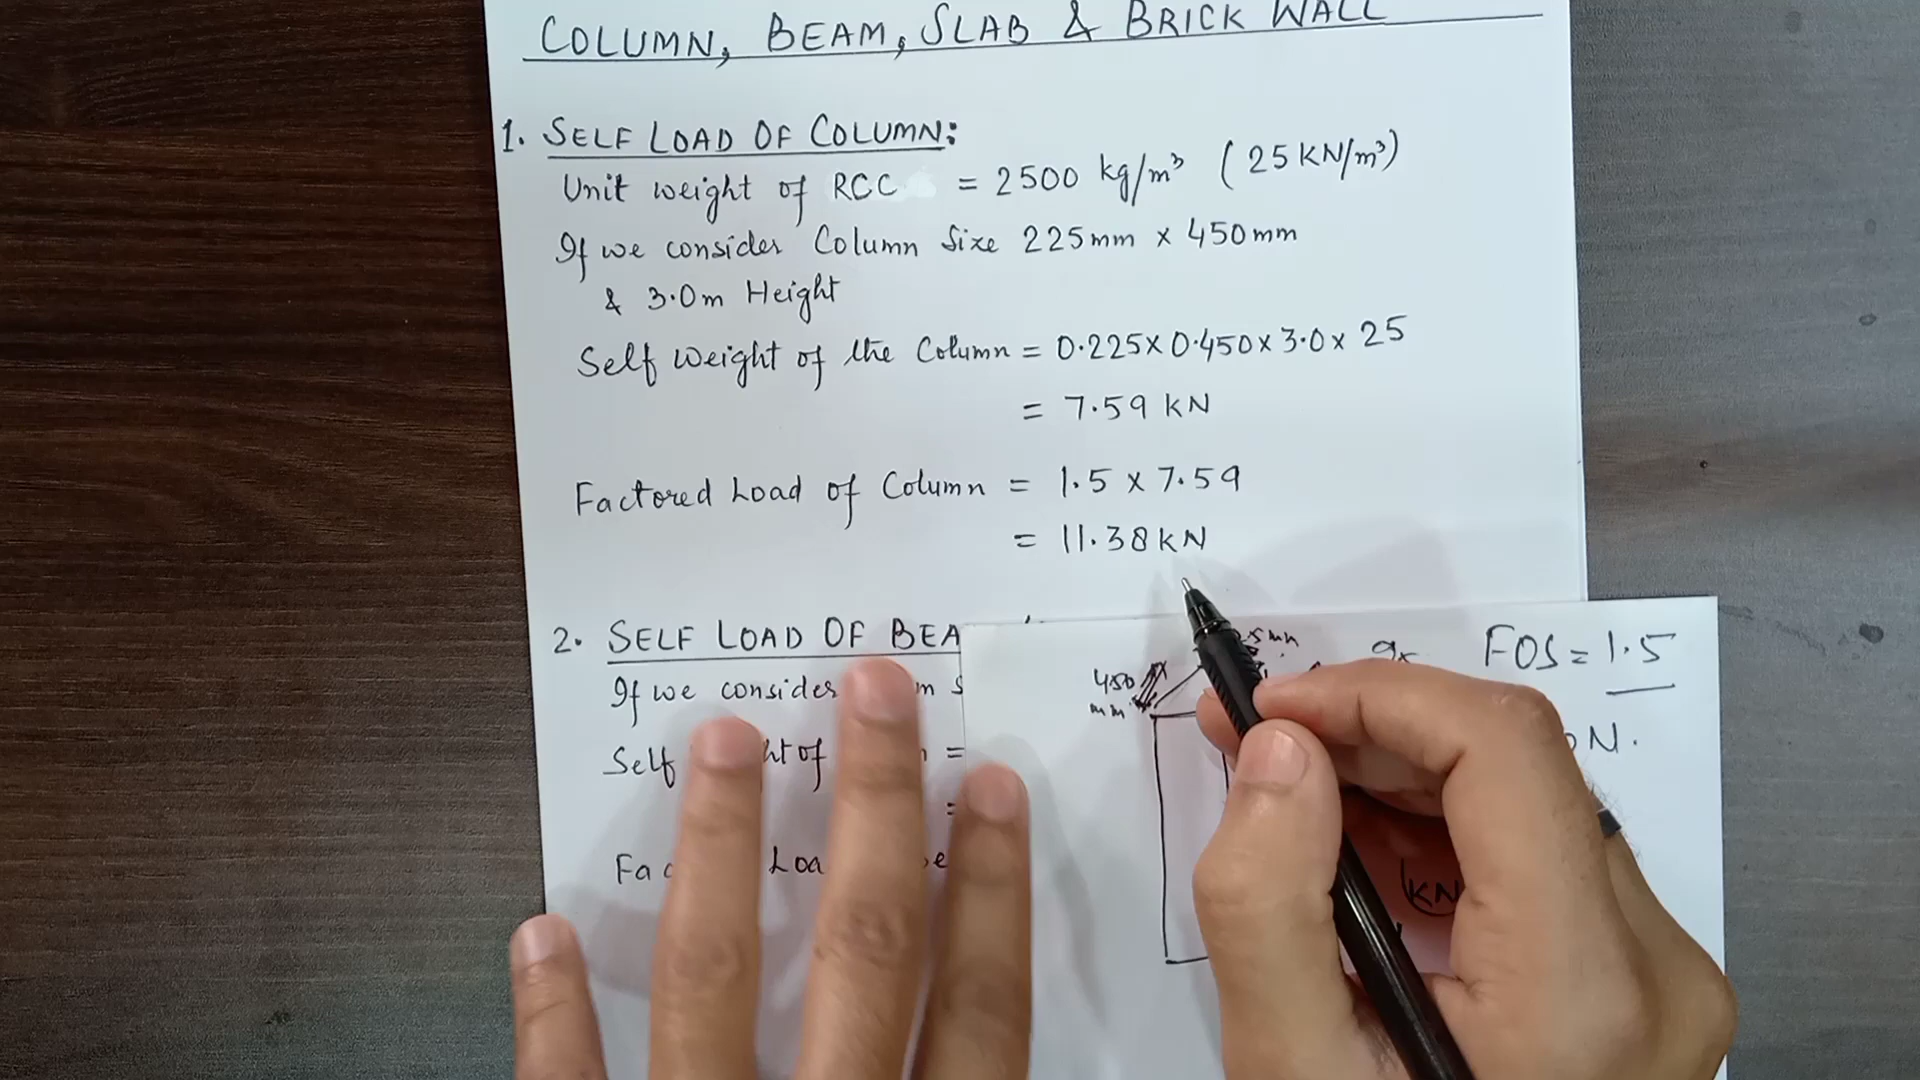 COLUMN, BEAM, SLAB & BRICK WALL
1. SELF LOAD OF COLUMN:
Unit weight of RCC = 2500 kg/m³ (25 KN/m³)
If we consider Column Size 225mm x 450mm
& 3.0m Height
Self weight of the Column = 0.225 x 0.450 x 3.0 x 25
= 7.59 KN
Factored Load of Column = 1.5 x 7.59
= 11.38 KN
2. SELF LOAD OF BEA
If we consider
Self
450
mm
FOS = 1.5
KN